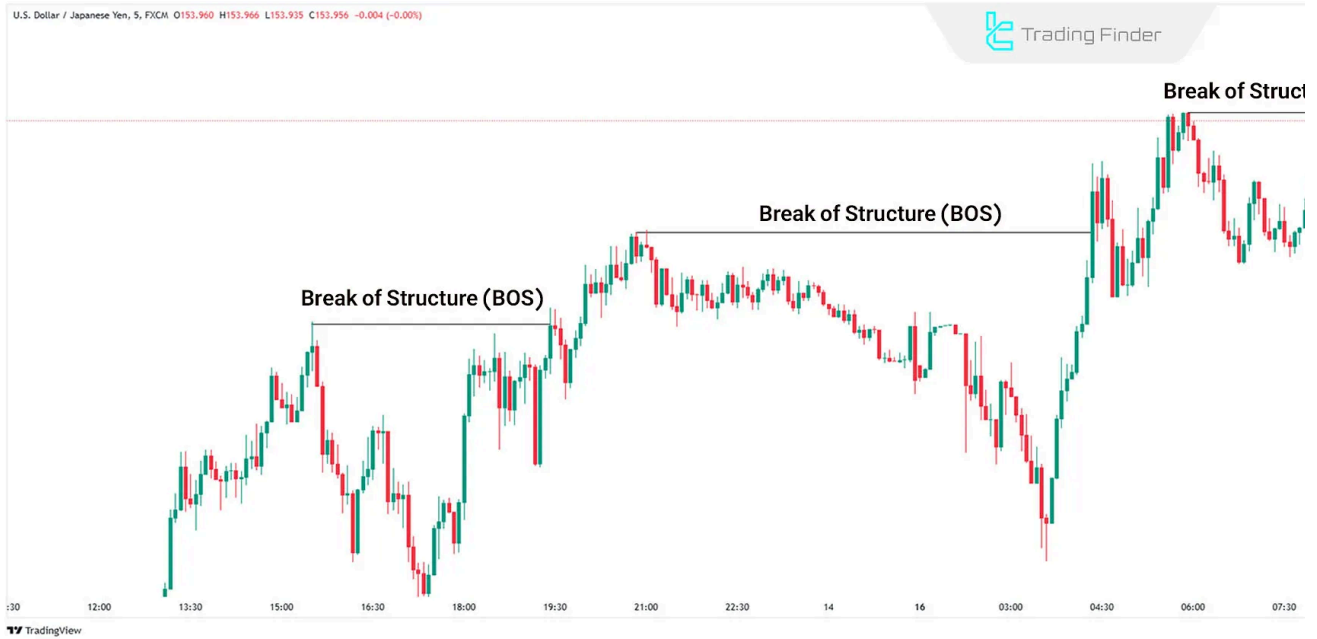 U.S. Dollar / Japanese Yen, 5, FXCM O153.960 H153.966 L153.935 C153.956 -0.004 (-0.00%)
Trading Finder
Break of Struct
Break of Structure (BOS)
Break of Structure (BOS)
:30 12:00 13:30 15:00 16:30 18:00 19:30 21:00 22:30 14 16 03:00 04:30 06:00 07:30
TradingView